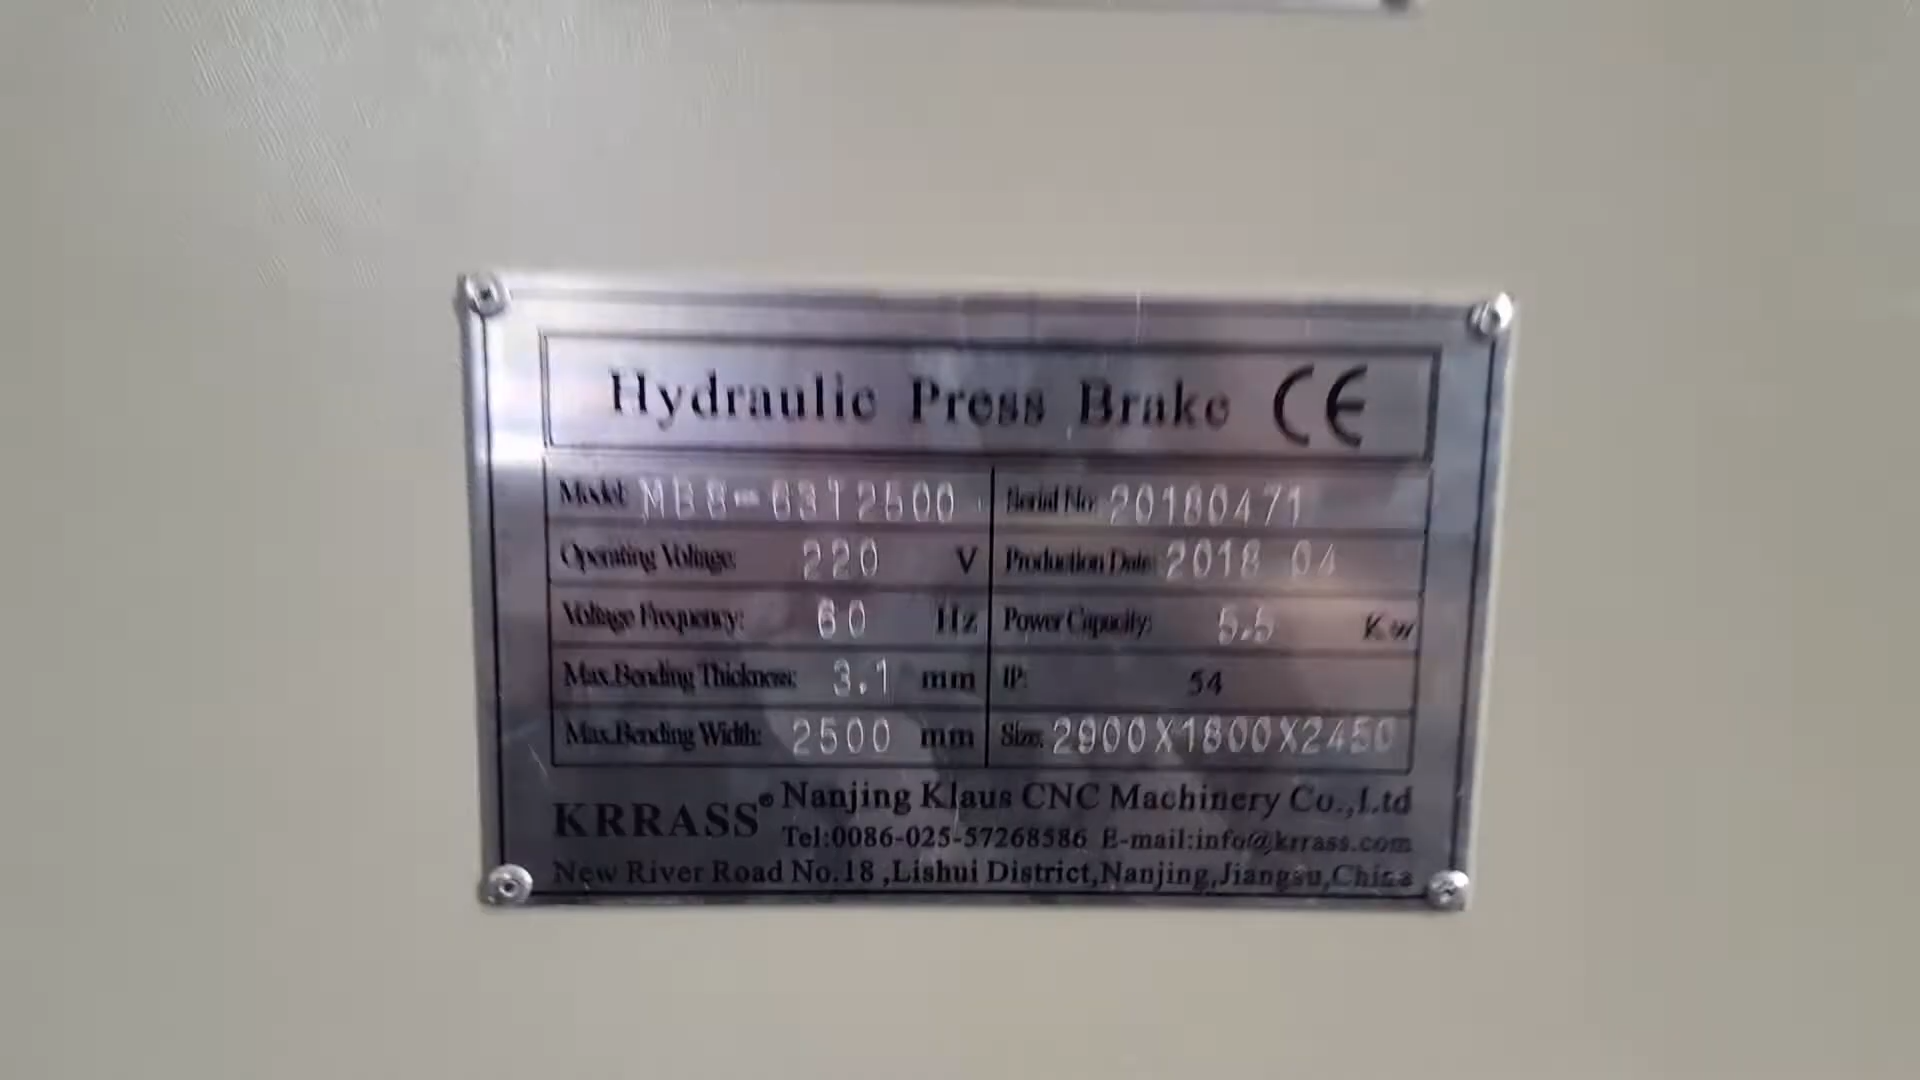 Hydraulic Press Brake CE
Model: MB8-63T2500 Serial No: 20180471
Operating Voltage: 220 V Production Date: 2018 04
Voltage Frequency: 60 Hz Power Capacity: 5.5 Kw
Max.Bending Thickness: 3.1 mm IP: 54
Max.Bending Width: 2500 mm Size: 2900X1800X2450
KRRASS® Nanjing Klaus CNC Machinery Co.,Ltd
Tel:0086-025-57268586 E-mail:info@krrass.com
New River Road No.18 ,Lishui District,Nanjing,Jiangsu,China